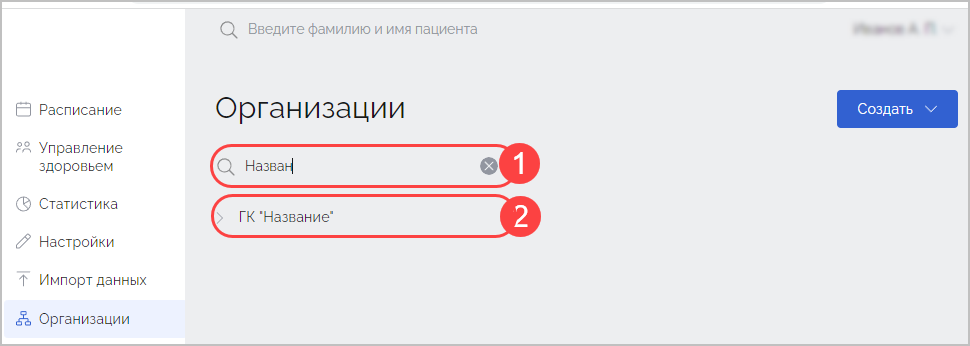 Введите фамилию и имя пациента
Расписание
Управление
здоровьем
Статистика
Настройки
Импорт данных
Организации
Организации
Создать
Назван
1
ГК "Название"
2